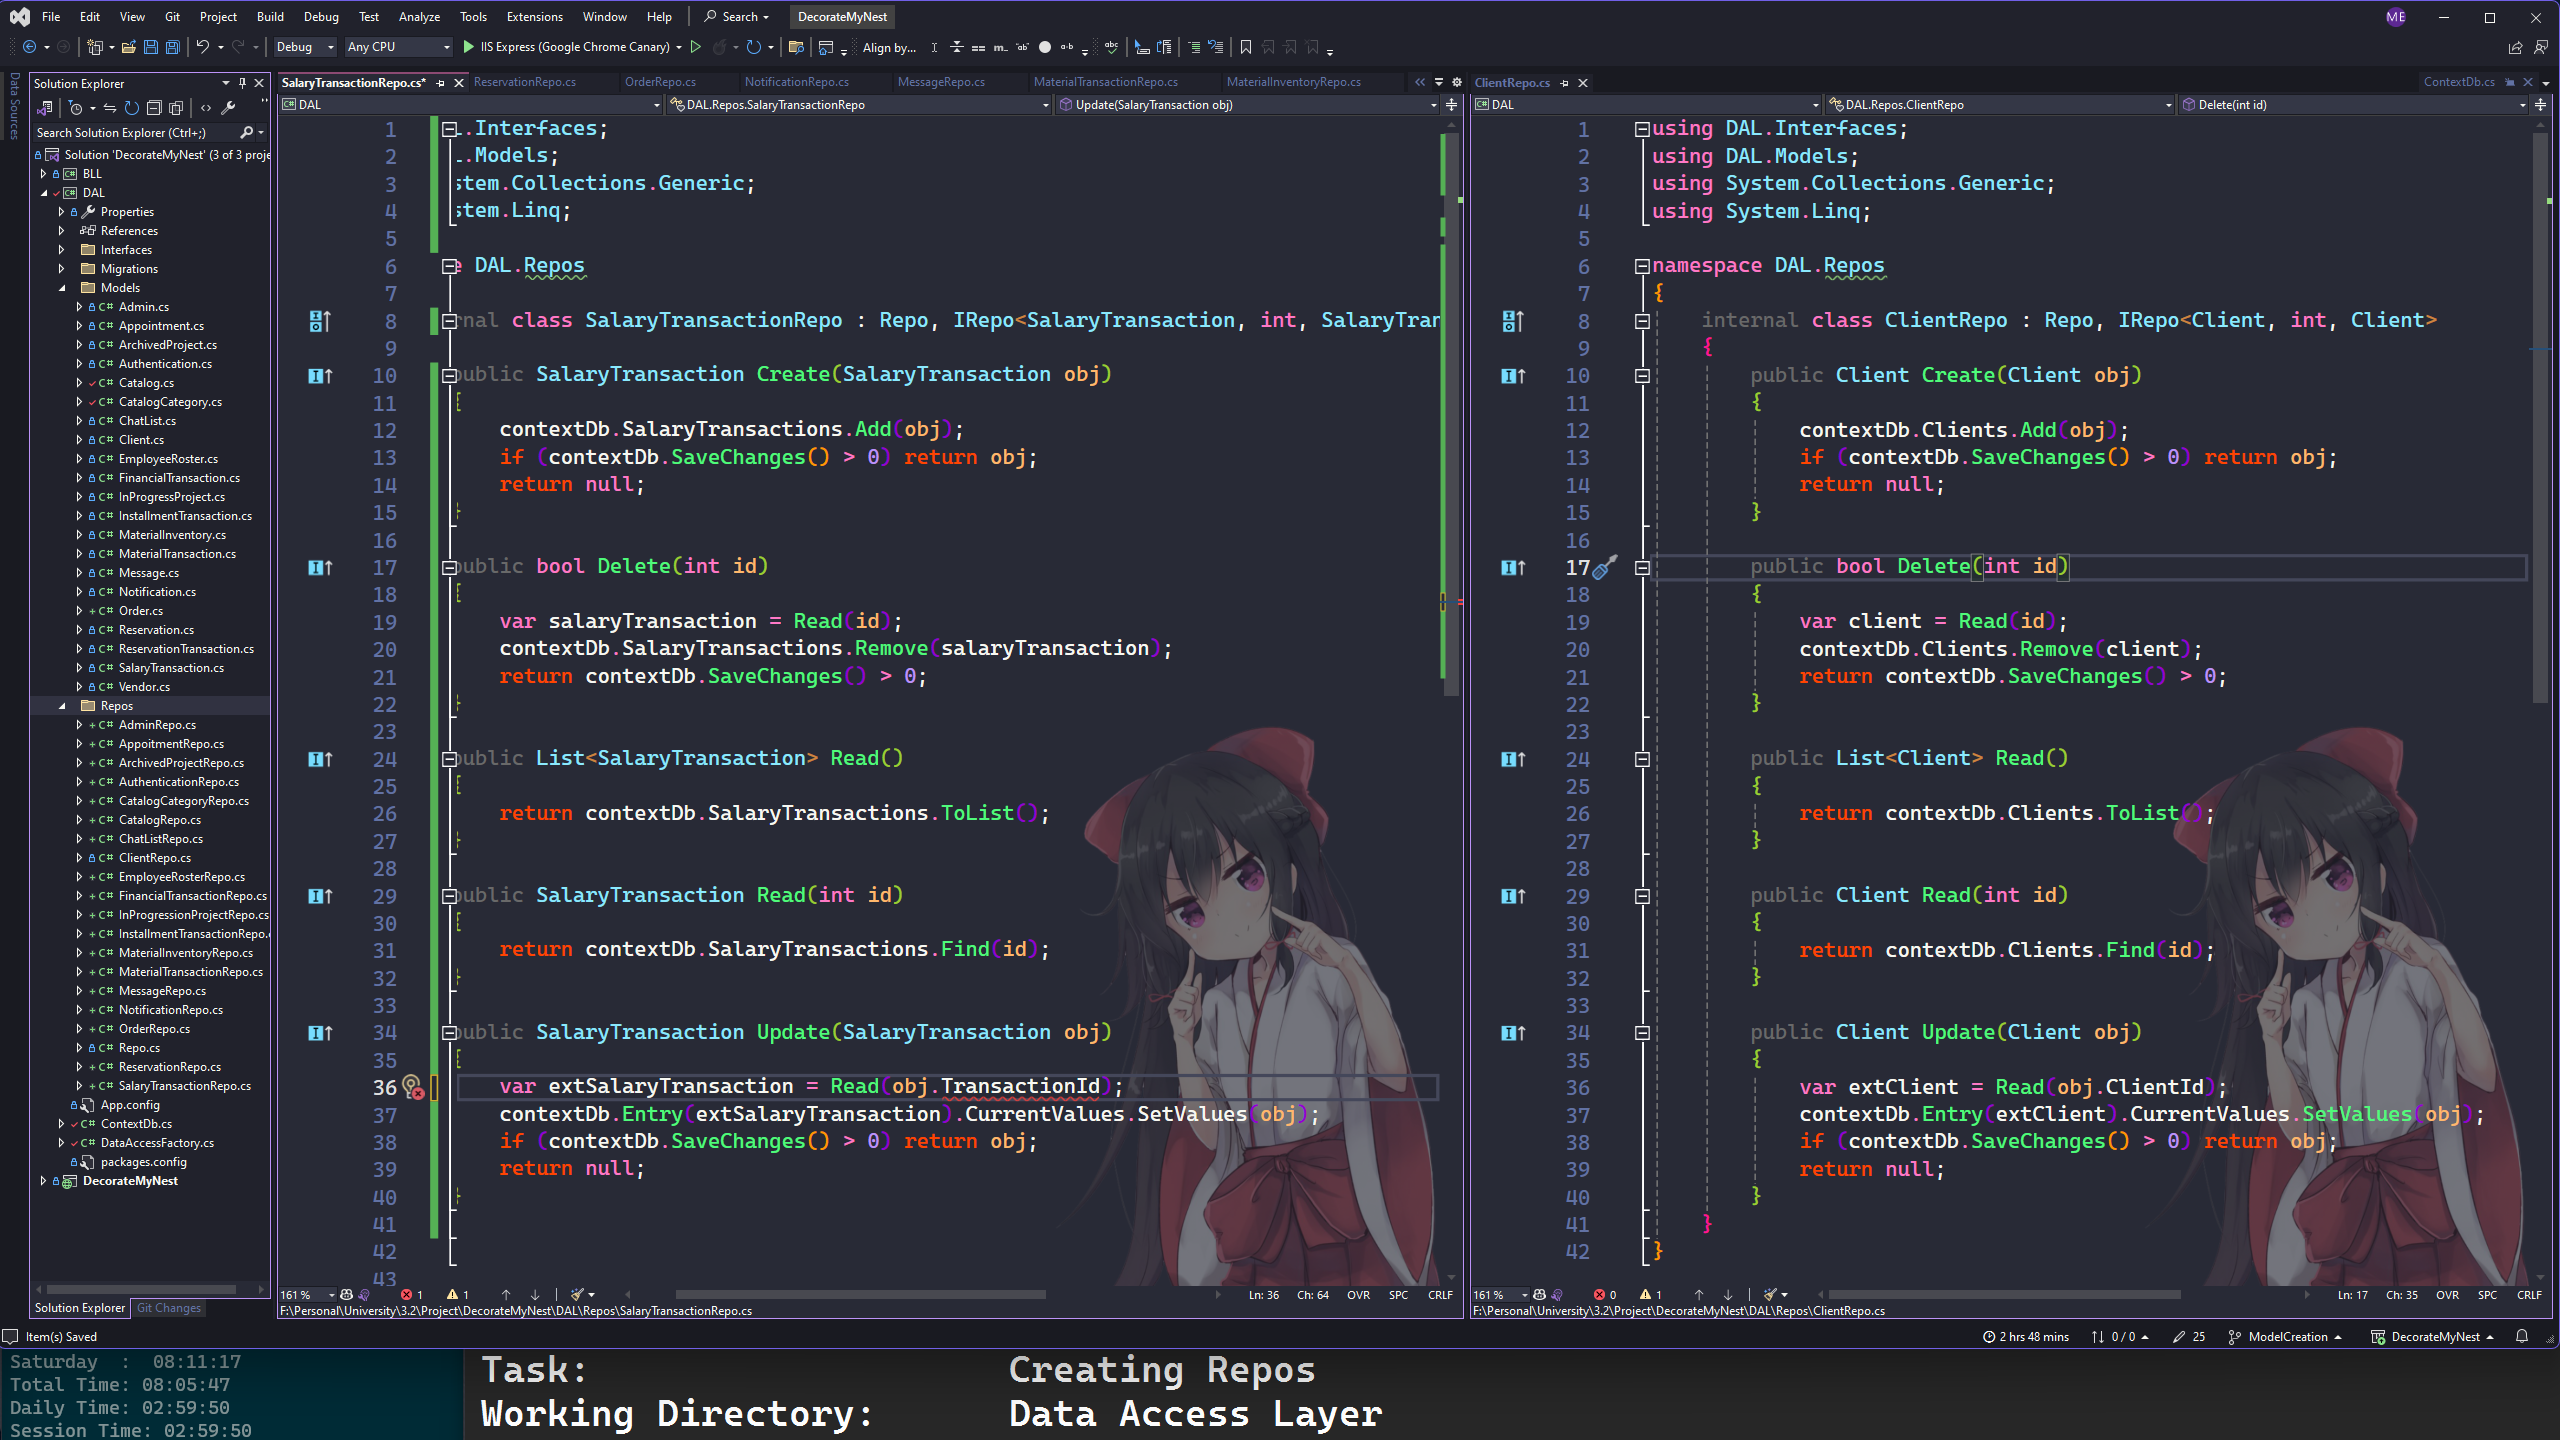 File Edit View Git Project Build Debug Test Analyze Tools Extensions Window Help Search DecorateMyNest ME
Debug Any CPU IIS Express (Google Chrome Canary) Align by...
Data Sources
Solution Explorer
Search Solution Explorer (Ctrl+;)
Solution 'DecorateMyNest' (3 of 3 proje
BLL
DAL
Properties
References
Interfaces
Migrations
Models
C# Admin.cs
C# Appointment.cs
C# ArchivedProject.cs
C# Authentication.cs
C# Catalog.cs
C# CatalogCategory.cs
C# ChatList.cs
C# Client.cs
C# EmployeeRoster.cs
C# FinancialTransaction.cs
C# InProgressProject.cs
C# InstallmentTransaction.cs
C# MaterialInventory.cs
C# MaterialTransaction.cs
C# Message.cs
C# Notification.cs
C# Order.cs
C# Reservation.cs
C# ReservationTransaction.cs
C# SalaryTransaction.cs
C# Vendor.cs
Repos
C# AdminRepo.cs
C# AppoitmentRepo.cs
C# ArchivedProjectRepo.cs
C# AuthenticationRepo.cs
C# CatalogCategoryRepo.cs
C# CatalogRepo.cs
C# ChatListRepo.cs
C# ClientRepo.cs
C# EmployeeRosterRepo.cs
C# FinancialTransactionRepo.cs
C# InProgressionProjectRepo.cs
C# InstallmentTransactionRepo.
C# MaterialInventoryRepo.cs
C# MaterialTransactionRepo.cs
C# MessageRepo.cs
C# NotificationRepo.cs
C# OrderRepo.cs
C# Repo.cs
C# ReservationRepo.cs
C# SalaryTransactionRepo.cs
App.config
C# ContextDb.cs
C# DataAccessFactory.cs
packages.config
DecorateMyNest
Solution Explorer Git Changes
SalaryTransactionRepo.cs* ReservationRepo.cs OrderRepo.cs NotificationRepo.cs MessageRepo.cs MaterialTransactionRepo.cs MaterialInventoryRepo.cs
DAL DAL.Repos.SalaryTransactionRepo Update(SalaryTransaction obj)
1 .Interfaces;
2 .Models;
3 stem.Collections.Generic;
4 stem.Linq;
5
6 e DAL.Repos
7
8 rnal class SalaryTransactionRepo : Repo, IRepo<SalaryTransaction, int, SalaryTran
9
10 public SalaryTransaction Create(SalaryTransaction obj)
11 {
12 contextDb.SalaryTransactions.Add(obj);
13 if (contextDb.SaveChanges() > 0) return obj;
14 return null;
15 }
16
17 public bool Delete(int id)
18 {
19 var salaryTransaction = Read(id);
20 contextDb.SalaryTransactions.Remove(salaryTransaction);
21 return contextDb.SaveChanges() > 0;
22 }
23
24 public List<SalaryTransaction> Read()
25 {
26 return contextDb.SalaryTransactions.ToList();
27 }
28
29 public SalaryTransaction Read(int id)
30 {
31 return contextDb.SalaryTransactions.Find(id);
32 }
33
34 public SalaryTransaction Update(SalaryTransaction obj)
35 {
36 var extSalaryTransaction = Read(obj.TransactionId);
37 contextDb.Entry(extSalaryTransaction).CurrentValues.SetValues(obj);
38 if (contextDb.SaveChanges() > 0) return obj;
39 return null;
40 }
41
42
43
161 % 1 1 Ln: 36 Ch: 64 OVR SPC CRLF
F:\Personal\University\3.2\Project\DecorateMyNest\DAL\Repos\SalaryTransactionRepo.cs
ClientRepo.cs ContextDb.cs
DAL DAL.Repos.ClientRepo Delete(int id)
1 using DAL.Interfaces;
2 using DAL.Models;
3 using System.Collections.Generic;
4 using System.Linq;
5
6 namespace DAL.Repos
7 {
8 internal class ClientRepo : Repo, IRepo<Client, int, Client>
9 {
10 public Client Create(Client obj)
11 {
12 contextDb.Clients.Add(obj);
13 if (contextDb.SaveChanges() > 0) return obj;
14 return null;
15 }
16
17 public bool Delete(int id)
18 {
19 var client = Read(id);
20 contextDb.Clients.Remove(client);
21 return contextDb.SaveChanges() > 0;
22 }
23
24 public List<Client> Read()
25 {
26 return contextDb.Clients.ToList();
27 }
28
29 public Client Read(int id)
30 {
31 return contextDb.Clients.Find(id);
32 }
33
34 public Client Update(Client obj)
35 {
36 var extClient = Read(obj.ClientId);
37 contextDb.Entry(extClient).CurrentValues.SetValues(obj);
38 if (contextDb.SaveChanges() > 0) return obj;
39 return null;
40 }
41 }
42 }
161 % 0 1 Ln: 17 Ch: 35 OVR SPC CRLF
F:\Personal\University\3.2\Project\DecorateMyNest\DAL\Repos\ClientRepo.cs
Item(s) Saved 2 hrs 48 mins 0 / 0 25 ModelCreation DecorateMyNest
Saturday : 08:11:17
Total Time: 08:05:47
Daily Time: 02:59:50
Session Time: 02:59:50
Task: Creating Repos
Working Directory: Data Access Layer